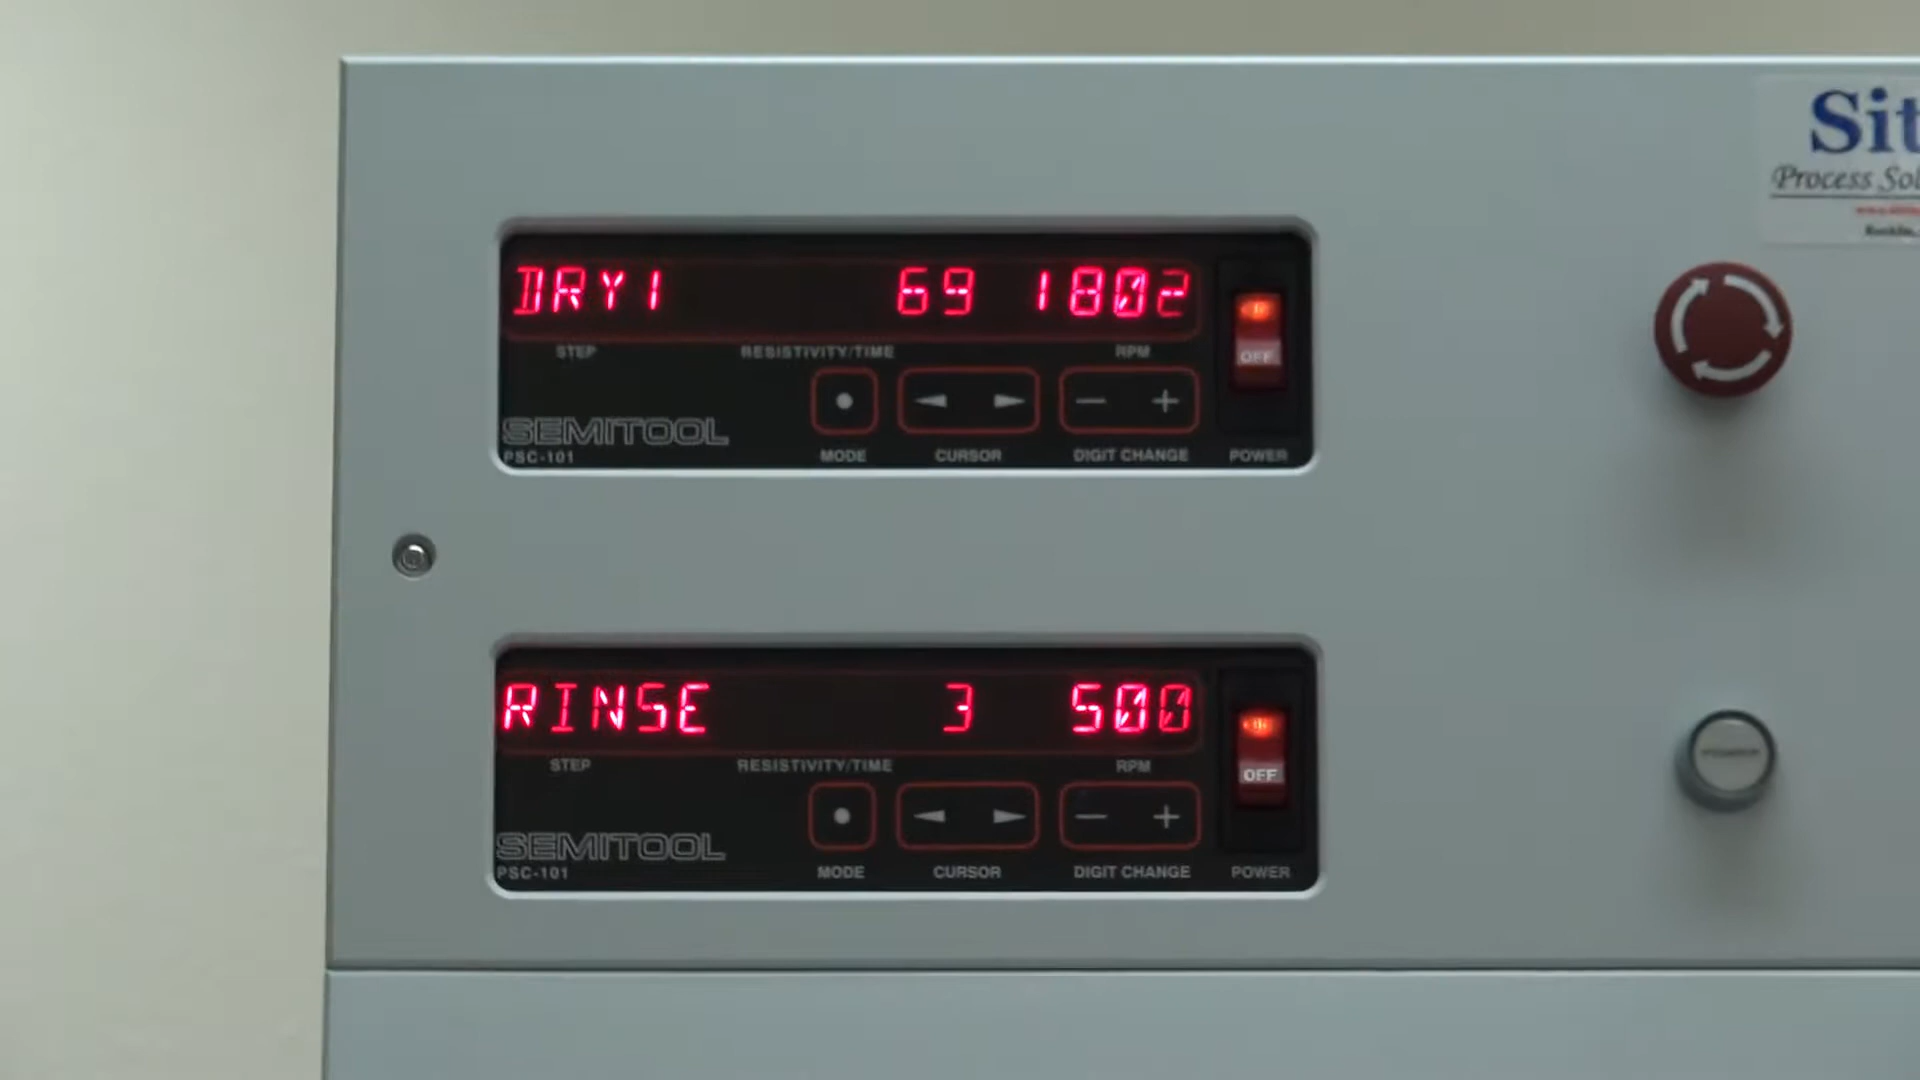 Sit
Process Sol
DRY1 69 1802
STEP RESISTIVITY/TIME RPM
OFF
SEMITOOL
PSC-101 MODE CURSOR DIGIT CHANGE POWER
RINSE 3 500
STEP RESISTIVITY/TIME RPM
OFF
SEMITOOL
PSC-101 MODE CURSOR DIGIT CHANGE POWER